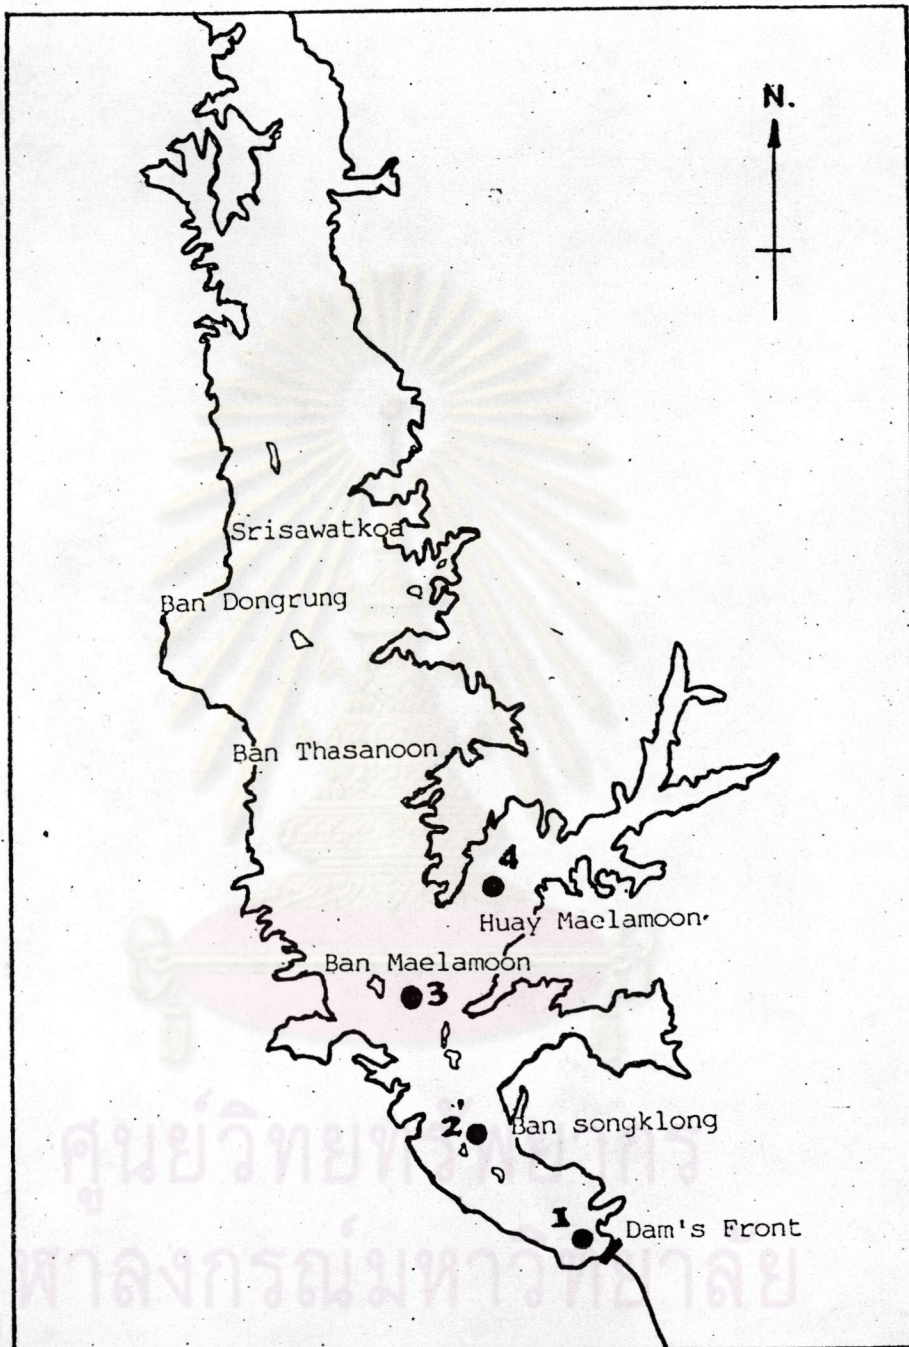 N.
Srisawatkoa
Ban Dongrung
Ban Thasanoon
4
Huay Maelamoon
Ban Maelamoon
3
2
Ban songklong
1
Dam's Front
ศูนย์วิทยทรัพยากร
จุฬาลงกรณ์มหาวิทยาลัย